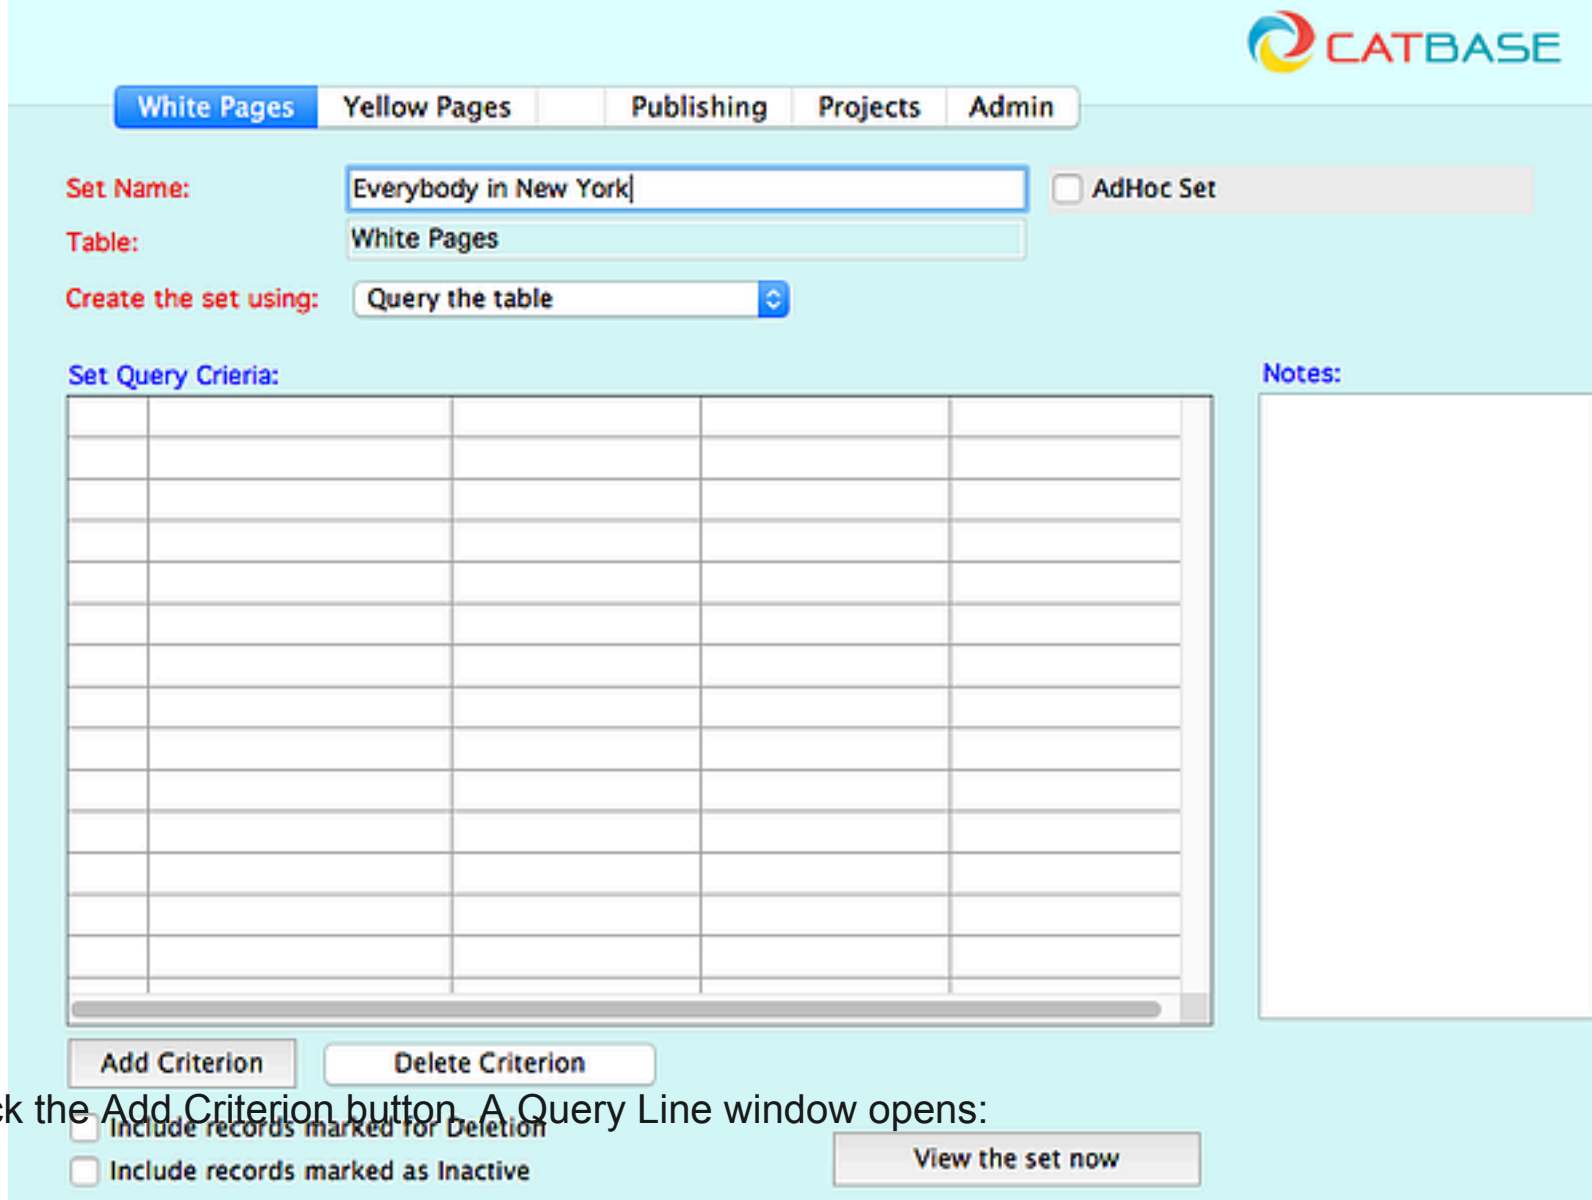 CATBASE
White Pages Yellow Pages Publishing Projects Admin
Set Name: Everybody in New York AdHoc Set
Table: White Pages
Create the set using: Query the table
Set Query Crieria: Notes:
Add Criterion Delete Criterion
k the Add Criterion button. A Query Line window opens:
Include records marked for Deletion
View the set now
Include records marked as Inactive